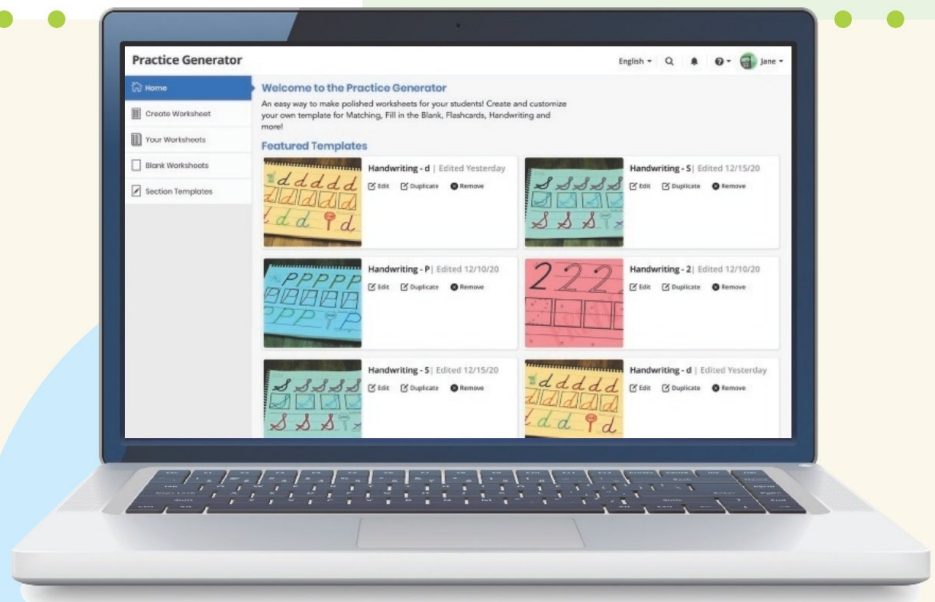 Practice Generator
English
Jane
Home
Create Worksheet
Your Worksheets
Blank Worksheets
Section Templates
Welcome to the Practice Generator
An easy way to make polished worksheets for your students! Create and customize
your own template for Matching, Fill in the Blank, Flashcards, Handwriting and
more!
Featured Templates
Handwriting - d | Edited Yesterday
Edit Duplicate Remove
d d d d d
d d d d
d d d
Handwriting - S| Edited 12/15/20
Edit Duplicate Remove
S S S S S
S S S
Handwriting - P| Edited 12/10/20
Edit Duplicate Remove
P P P P P
P P P P
Handwriting - 2| Edited 12/10/20
Edit Duplicate Remove
2 2 2 2
Handwriting - S| Edited 12/15/20
Edit Duplicate Remove
S S S S S
S S S
Handwriting - d | Edited Yesterday
Edit Duplicate Remove
d d d d d
d d d d
d d d